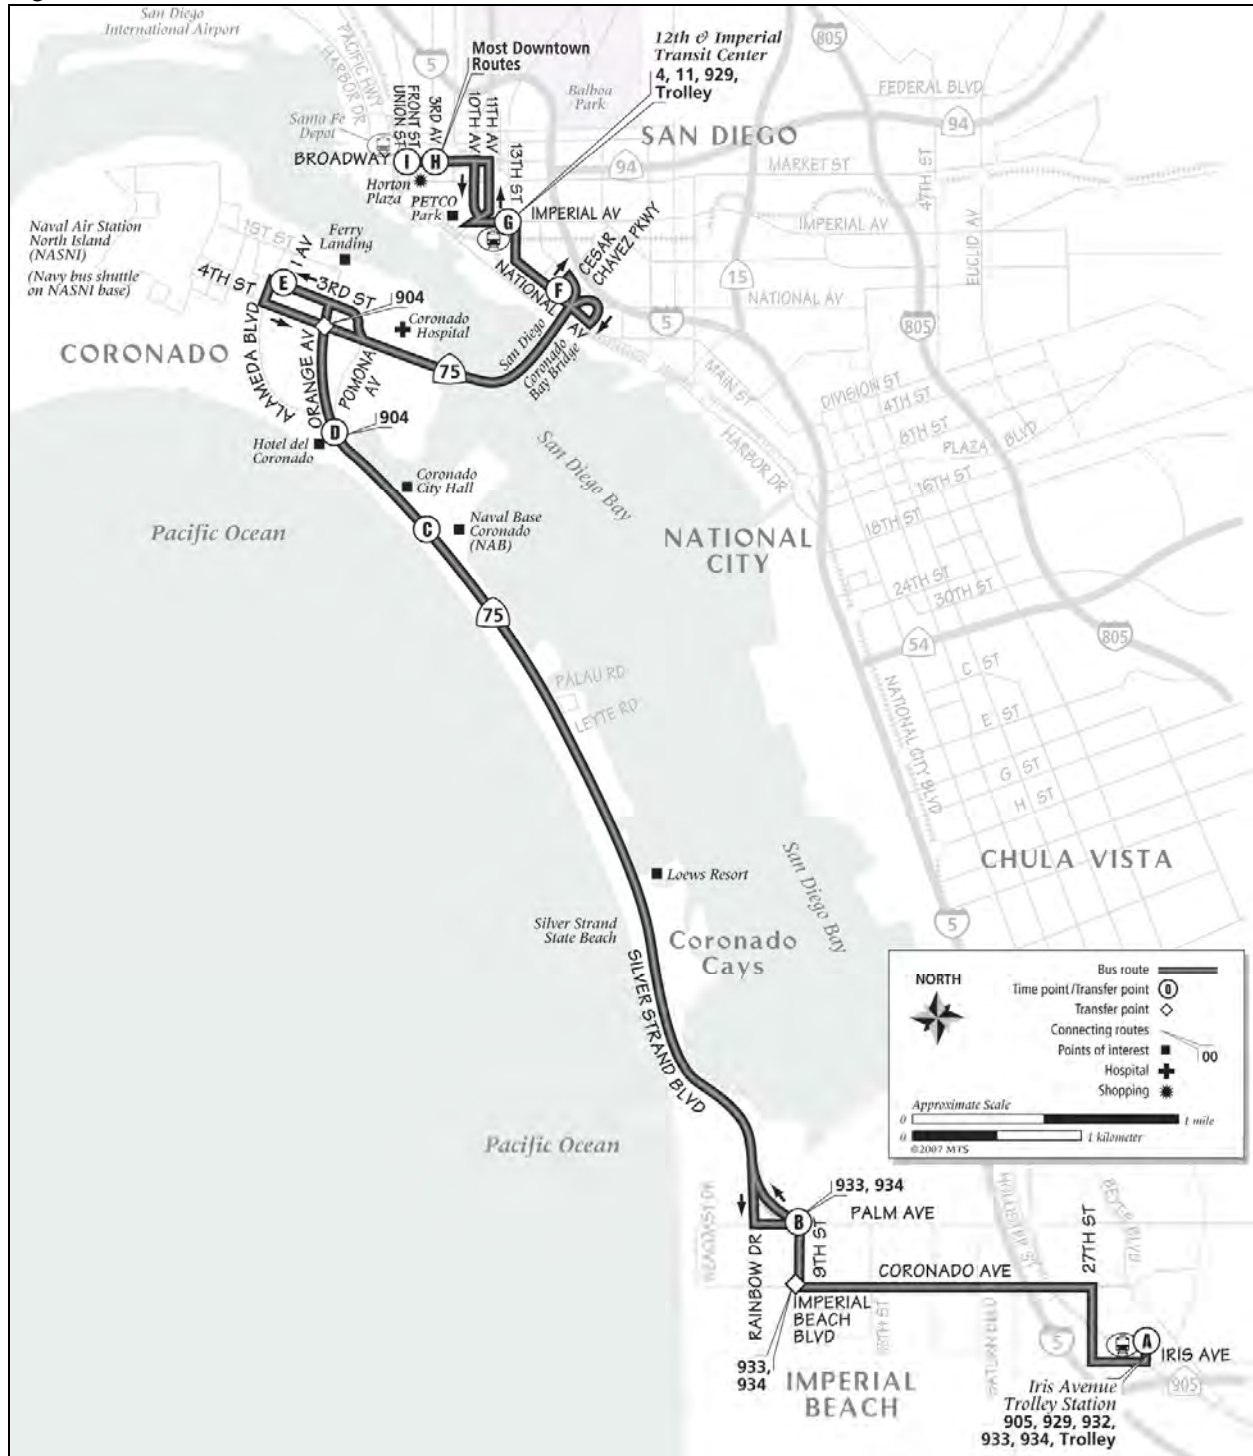 San Diego
International Airport
PACIFIC HWY
HARBOR DR
5
Most Downtown
Routes
12th & Imperial
Transit Center
4, 11, 929,
Trolley
805
Balboa
Park
FEDERAL BLVD
94
SAN DIEGO
Santa Fe
Depot
UNION ST
FRONT ST
3RD AV
10TH AV
11TH AV
13TH ST
BROADWAY
I
H
94
MARKET ST
47TH ST
EUCLID AV
Horton
Plaza
PETCO
Park
G
IMPERIAL AV
IMPERIAL AV
Naval Air Station
North Island
(NASNI)
(Navy bus shuttle
on NASNI base)
1ST ST
Ferry
Landing
I AV
4TH ST
E
3RD ST
904
NATIONAL AV
F
CESAR
CHAVEZ PKWY
15
NATIONAL AV
5
805
CORONADO
ALAMEDA BLVD
ORANGE AV
POMONA
AV
Coronado
Hospital
75
San Diego
Coronado
Bay Bridge
MAIN ST
HARBOR DR
DIVISION ST
4TH ST
8TH ST
PLAZA BLVD
16TH ST
18TH ST
24TH ST
30TH ST
D
904
Hotel del
Coronado
Coronado
City Hall
San Diego Bay
Pacific Ocean
C
Naval Base
Coronado
(NAB)
NATIONAL
CITY
75
54
805
PALAU RD
LEYTE RD
NATIONAL CITY BLVD
C ST
E ST
G ST
H ST
CHULA VISTA
Loews Resort
San Diego Bay
Silver Strand
State Beach
Coronado
Cays
5
SILVER STRAND BLVD
NORTH
Bus route
Time point/Transfer point
0
Transfer point
Connecting routes
00
Points of interest
Hospital
Shopping
Approximate Scale
0
1 mile
0
1 kilometer
©2007 MTS
Pacific Ocean
933, 934
B
PALM AVE
RAINBOW DR
9TH ST
27TH ST
BEYER BLVD
CORONADO AVE
IMPERIAL
BEACH
BLVD
933,
934
SATURN BLVD
5
A
IRIS AVE
905
IMPERIAL
BEACH
Iris Avenue
Trolley Station
905, 929, 932,
933, 934, Trolley